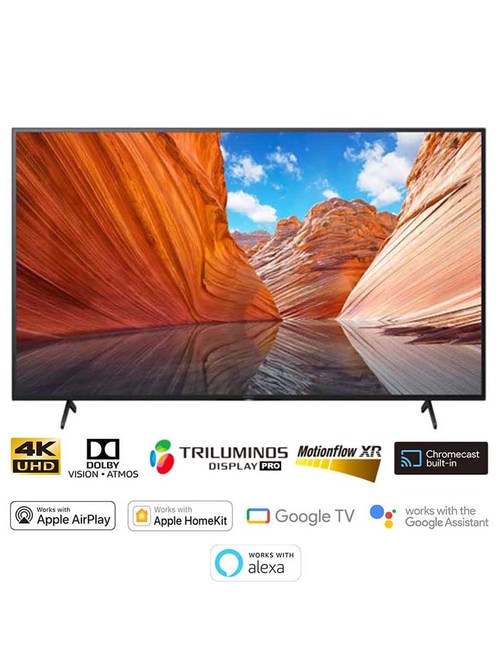 4K
UHD
DOLBY
VISION • ATMOS
TRILUMINOS
DISPLAY PRO
Motionflow XR
Chromecast
built-in
Works with
Apple AirPlay
Works with
Apple HomeKit
Google TV
works with the
Google Assistant
WORKS WITH
alexa